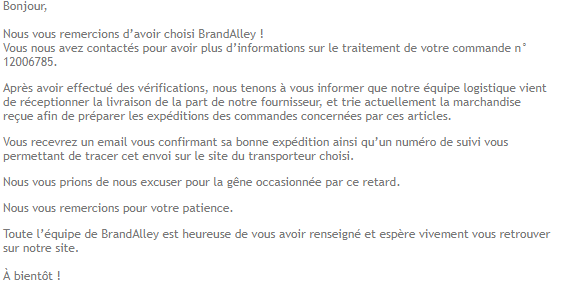 Bonjour,
Nous vous remercions d’avoir choisi BrandAlley !
Vous nous avez contactés pour avoir plus d’informations sur le traitement de votre commande n°
12006785.
Après avoir effectué des vérifications, nous tenons à vous informer que notre équipe logistique vient
de réceptionner la livraison de la part de notre fournisseur, et trie actuellement la marchandise
reçue afin de préparer les expéditions des commandes concernées par ces articles.
Vous recevrez un email vous confirmant sa bonne expédition ainsi qu’un numéro de suivi vous
permettant de tracer cet envoi sur le site du transporteur choisi.
Nous vous prions de nous excuser pour la gêne occasionnée par ce retard.
Nous vous remercions pour votre patience.
Toute l’équipe de BrandAlley est heureuse de vous avoir renseigné et espère vivement vous retrouver
sur notre site.
À bientôt !